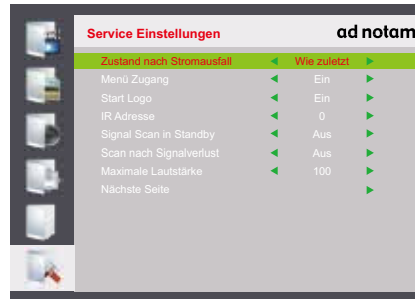 Service Einstellungen
ad notam
Zustand nach Stromausfall Wie zuletzt
Menü Zugang Ein
Start Logo Ein
IR Adresse 0
Signal Scan in Standby Aus
Scan nach Signalverlust Aus
Maximale Lautstärke 100
Nächste Seite